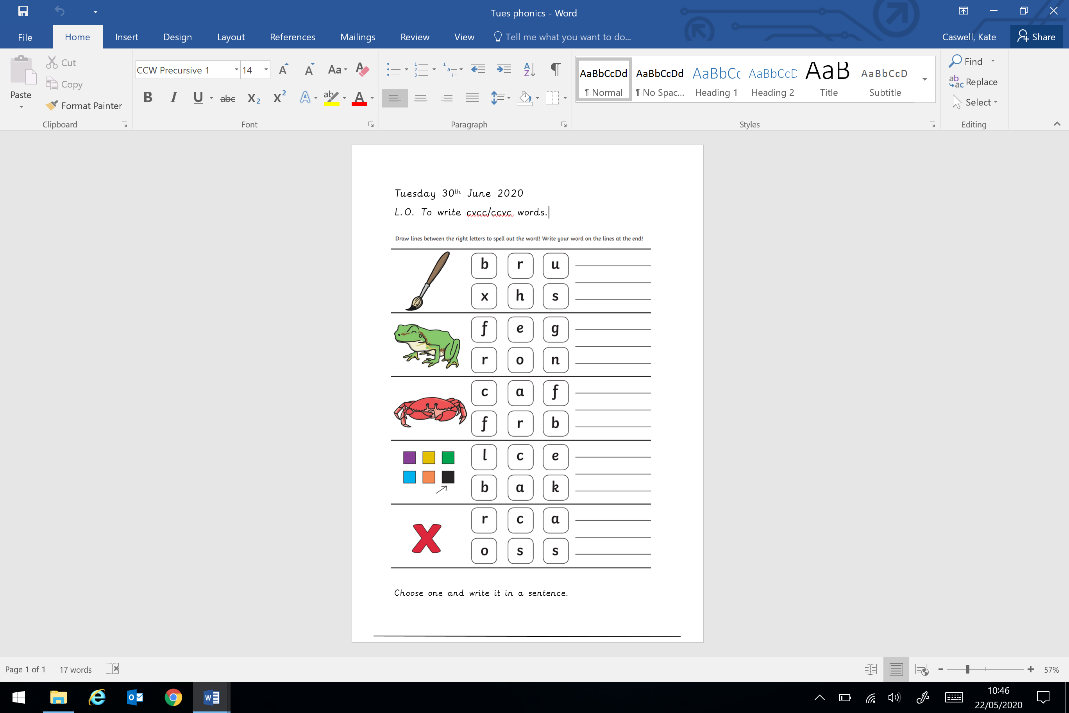 Tues phonics - Word
File Home Insert Design Layout References Mailings Review View Tell me what you want to do... Caswell, Kate Share
Paste
Cut
Copy
Format Painter
Clipboard
CCW Precursive 1 14
Font
Paragraph
AaBbCcDd AaBbCcDd AaBbCc AaBbCcD AaB AaBbCcD
¶ Normal ¶ No Spac... Heading 1 Heading 2 Title Subtitle
Styles
Find
Replace
Select
Editing
Tuesday 30th June 2020
L.O. To write cvcc/ccvc words.
Draw lines between the right letters to spell out the word! Write your word on the lines at the end!
b r u
x h s
f e g
r o n
c a f
f r b
l c e
b a k
r c a
o s s
Choose one and write it in a sentence.
Page 1 of 1 17 words 57%
10:46
22/05/2020